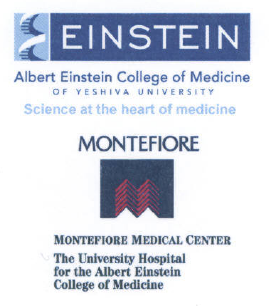 EINSTEIN
Albert Einstein College of Medicine
OF YESHIVA UNIVERSITY
Science at the heart of medicine
MONTEFIORE
MONTEFIORE MEDICAL CENTER
The University Hospital
for the Albert Einstein
College of Medicine